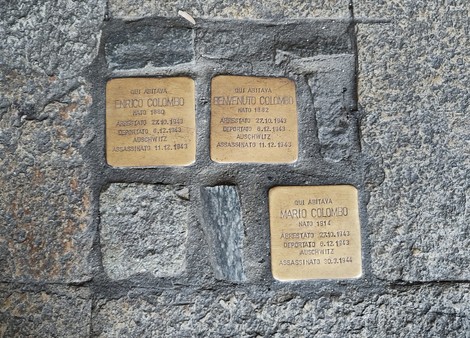 QUI ABITAVA
ENRICO COLOMBO
NATO 1880
ARRESTATO 27.10.1943
DEPORTATO 6.12.1943
AUSCHWITZ
ASSASSINATO 11.12.1943
QUI ABITAVA
BENVENUTO COLOMBO
NATO 1882
ARRESTATO 27.10.1943
DEPORTATO 6.12.1943
AUSCHWITZ
ASSASSINATO 11.12.1943
QUI ABITAVA
MARIO COLOMBO
NATO 1914
ARRESTATO 27.10.1943
DEPORTATO 6.12.1943
AUSCHWITZ
ASSASSINATO 30.3.1944